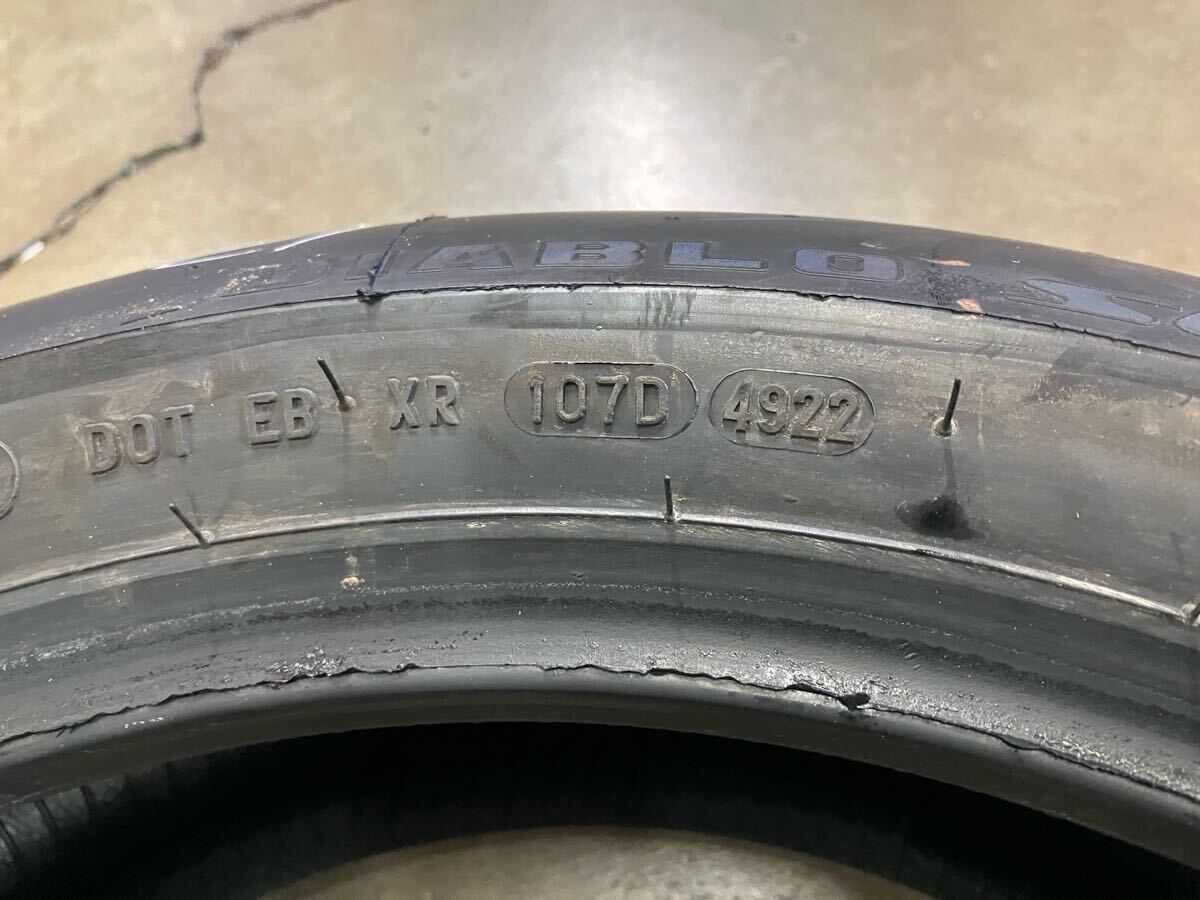 DIABLO
DOT EB XR 107D 4922